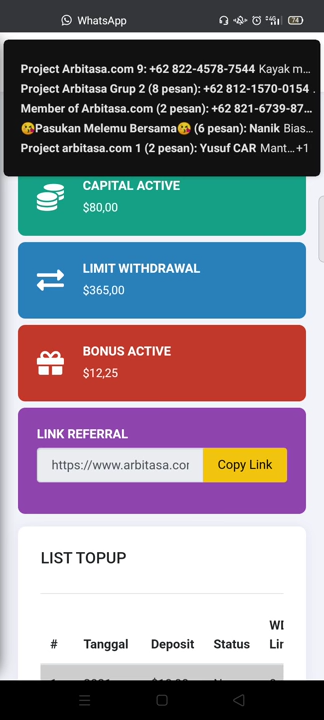 WhatsApp
74
Project Arbitasa.com 9: +62 822-4578-7544 Kayak m...
Project Arbitasa Grup 2 (8 pesan): +62 812-1570-0154 .
Member of Arbitasa.com (2 pesan): +62 821-6739-87...
😘Pasukan Melemu Bersama😘 (6 pesan): Nanik Bias...
Project arbitasa.com 1 (2 pesan): Yusuf CAR Mant...+1
CAPITAL ACTIVE
$80,00
LIMIT WITHDRAWAL
$365,00
BONUS ACTIVE
$12,25
LINK REFERRAL
https://www.arbitasa.cor
Copy Link
LIST TOPUP
WI
# Tanggal Deposit Status Lir